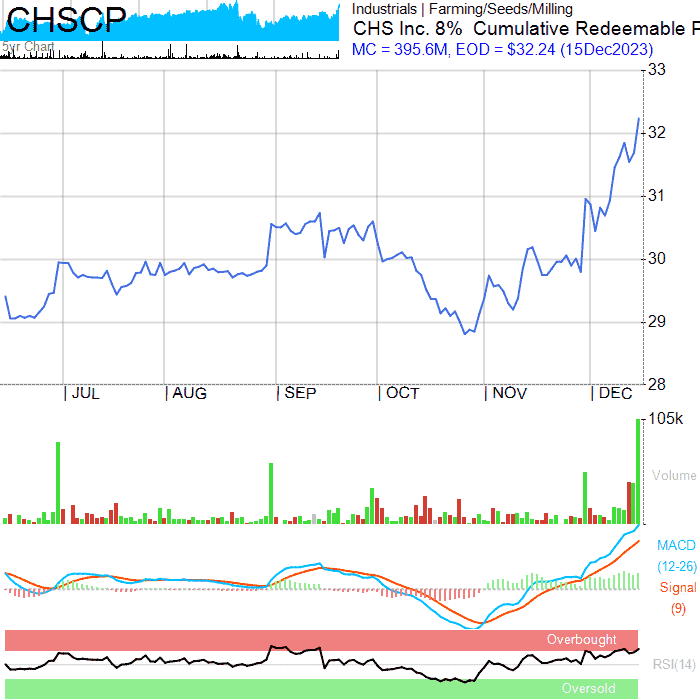 CHSCP
5yr Chart
Industrials | Farming/Seeds/Milling
CHS Inc. 8% Cumulative Redeemable P
MC = 395.6M, EOD = $32.24 (15Dec2023)
33
32
31
30
29
28
JUL
AUG
SEP
OCT
NOV
DEC
105k
Volume
MACD
(12-26)
Signal
(9)
Overbought
RSI(14)
Oversold